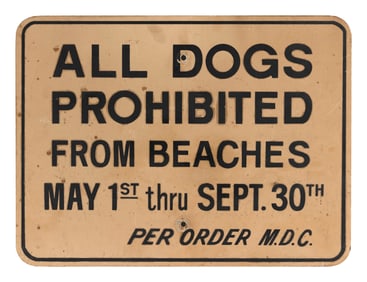 ALL DOGS
PROHIBITED
FROM BEACHES
MAY 1ST thru SEPT. 30TH
PER ORDER M.D.C.